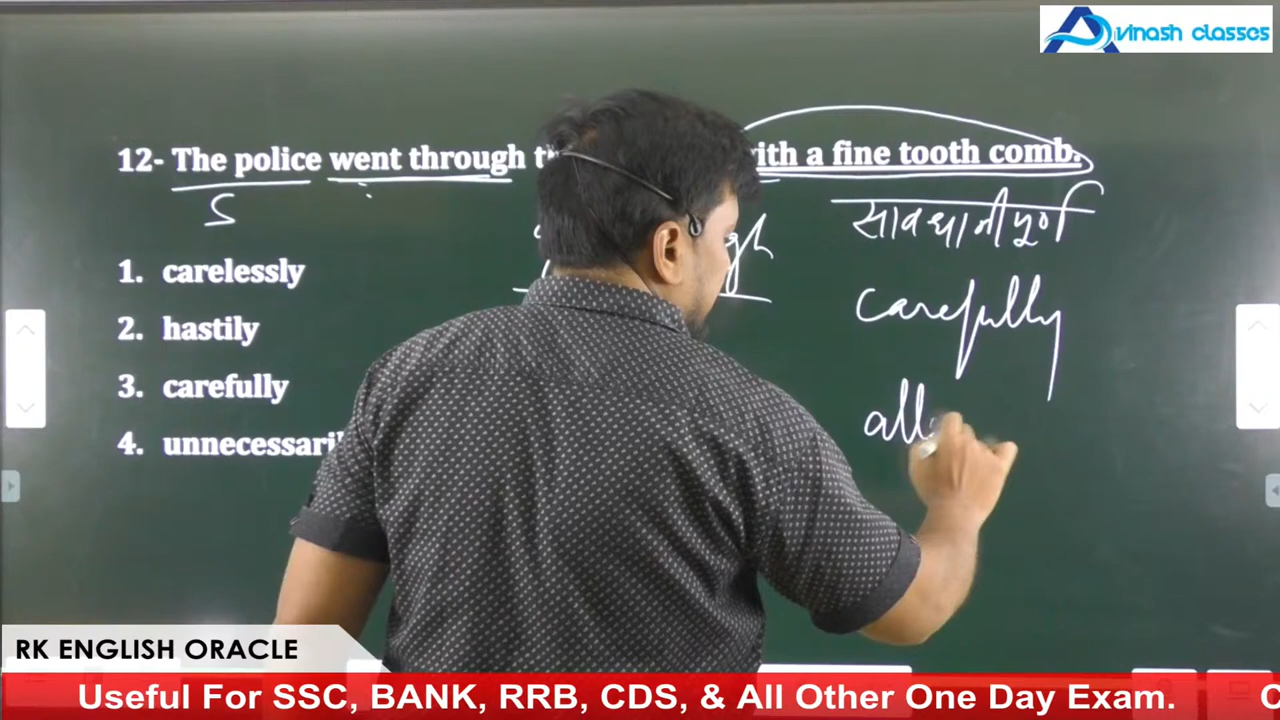 vinash classes
12- The police went through with a fine tooth comb.
S
सावधानीपूर्ण
1. carelessly
carefully
2. hastily
3. carefully
4.
RK ENGLISH ORACLE
Useful For SSC, BANK, RRB, CDS, & All Other One Day Exam.